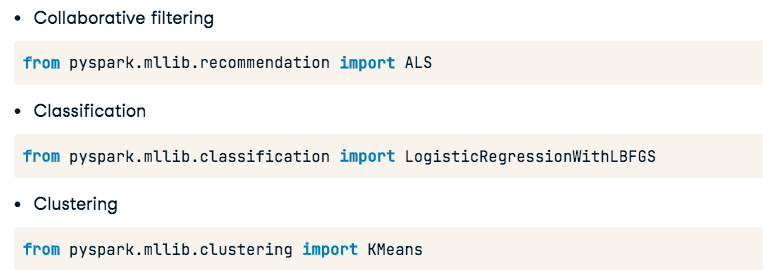 • Collaborative filtering
from pyspark.mllib.recommendation import ALS
• Classification
from pyspark.mllib.classification import LogisticRegressionWithLBFGS
• Clustering
from pyspark.mllib.clustering import KMeans